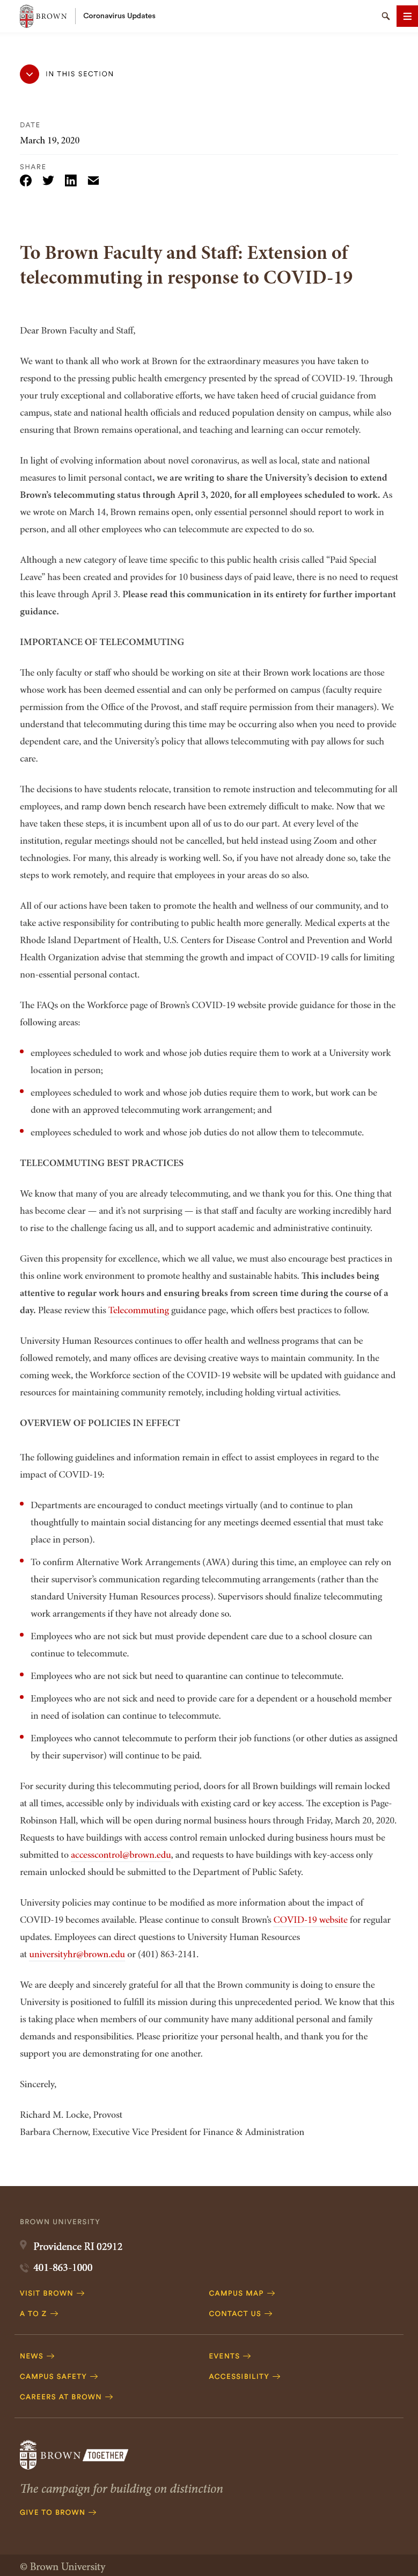 BROWN
Coronavirus Updates
IN THIS SECTION
DATE
March 19, 2020
SHARE
To Brown Faculty and Staff: Extension of
telecommuting in response to COVID-19
Dear Brown Faculty and Staff,
We want to thank all who work at Brown for the extraordinary measures you have taken to
respond to the pressing public health emergency presented by the spread of COVID-19. Through
your truly exceptional and collaborative efforts, we have taken heed of crucial guidance from
campus, state and national health officials and reduced population density on campus, while also
ensuring that Brown remains operational, and teaching and learning can occur remotely.
In light of evolving information about novel coronavirus, as well as local, state and national
measures to limit personal contact, we are writing to share the University's decision to extend
Brown's telecommuting status through April 3, 2020, for all employees scheduled to work. As
we wrote on March 14, Brown remains open, only essential personnel should report to work in
person, and all other employees who can telecommute are expected to do so.
Although a new category of leave time specific to this public health crisis called "Paid Special
Leave" has been created and provides for 10 business days of paid leave, there is no need to request
this leave through April 3. Please read this communication in its entirety for further important
guidance.
IMPORTANCE OF TELECOMMUTING
The only faculty or staff who should be working on site at their Brown work locations are those
whose work has been deemed essential and can only be performed on campus (faculty require
permission from the Office of the Provost, and staff require permission from their managers). We
understand that telecommuting during this time may be occurring also when you need to provide
dependent care, and the University's policy that allows telecommuting with pay allows for such
care.
The decisions to have students relocate, transition to remote instruction and telecommuting for all
employees, and ramp down bench research have been extremely difficult to make. Now that we
have taken these steps, it is incumbent upon all of us to do our part. At every level of the
institution, regular meetings should not be cancelled, but held instead using Zoom and other
technologies. For many, this already is working well. So, if you have not already done so, take the
steps to work remotely, and require that employees in your areas do so also.
All of our actions have been taken to promote the health and wellness of our community, and to
take active responsibility for contributing to public health more generally. Medical experts at the
Rhode Island Department of Health, U.S. Centers for Disease Control and Prevention and World
Health Organization advise that stemming the growth and impact of COVID-19 calls for limiting
non-essential personal contact.
The FAQs on the Workforce page of Brown's COVID-19 website provide guidance for those in the
following areas:
employees scheduled to work and whose job duties require them to work at a University work
location in person;
employees scheduled to work and whose job duties require them to work, but work can be
done with an approved telecommuting work arrangement; and
employees scheduled to work and whose job duties do not allow them to telecommute.
TELECOMMUTING BEST PRACTICES
We know that many of you are already telecommuting, and we thank you for this. One thing that
has become clear — and it's not surprising — is that staff and faculty are working incredibly hard
to rise to the challenge facing us all, and to support academic and administrative continuity.
Given this propensity for excellence, which we all value, we must also encourage best practices in
this online work environment to promote healthy and sustainable habits. This includes being
attentive to regular work hours and ensuring breaks from screen time during the course of a
day. Please review this Telecommuting guidance page, which offers best practices to follow.
University Human Resources continues to offer health and wellness programs that can be
followed remotely, and many offices are devising creative ways to maintain community. In the
coming week, the Workforce section of the COVID-19 website will be updated with guidance and
resources for maintaining community remotely, including holding virtual activities.
OVERVIEW OF POLICIES IN EFFECT
The following guidelines and information remain in effect to assist employees in regard to the
impact of COVID-19:
Departments are encouraged to conduct meetings virtually (and to continue to plan
thoughtfully to maintain social distancing for any meetings deemed essential that must take
place in person).
To confirm Alternative Work Arrangements (AWA) during this time, an employee can rely on
their supervisor's communication regarding telecommuting arrangements (rather than the
standard University Human Resources process). Supervisors should finalize telecommuting
work arrangements if they have not already done so.
Employees who are not sick but must provide dependent care due to a school closure can
continue to telecommute.
Employees who are not sick but need to quarantine can continue to telecommute.
Employees who are not sick and need to provide care for a dependent or a household member
in need of isolation can continue to telecommute.
Employees who cannot telecommute to perform their job functions (or other duties as assigned
by their supervisor) will continue to be paid.
For security during this telecommuting period, doors for all Brown buildings will remain locked
at all times, accessible only by individuals with existing card or key access. The exception is Page-
Robinson Hall, which will be open during normal business hours through Friday, March 20, 2020.
Requests to have buildings with access control remain unlocked during business hours must be
submitted to accesscontrol@brown.edu, and requests to have buildings with key-access only
remain unlocked should be submitted to the Department of Public Safety.
University policies may continue to be modified as more information about the impact of
COVID-19 becomes available. Please continue to consult Brown's COVID-19 website for regular
updates. Employees can direct questions to University Human Resources
at universityhr@brown.edu or (401) 863-2141.
We are deeply and sincerely grateful for all that the Brown community is doing to ensure the
University is positioned to fulfill its mission during this unprecedented period. We know that this
is taking place when members of our community have many additional personal and family
demands and responsibilities. Please prioritize your personal health, and thank you for the
support you are demonstrating for one another.
Sincerely,
Richard M. Locke, Provost
Barbara Chernow, Executive Vice President for Finance & Administration
BROWN UNIVERSITY
Providence RI 02912
401-863-1000
VISIT BROWN
CAMPUS MAP
A TO Z
CONTACT US
NEWS
EVENTS
CAMPUS SAFETY
ACCESSIBILITY
CAREERS AT BROWN
BROWN TOGETHER
The campaign for building on distinction
GIVE TO BROWN
© Brown University